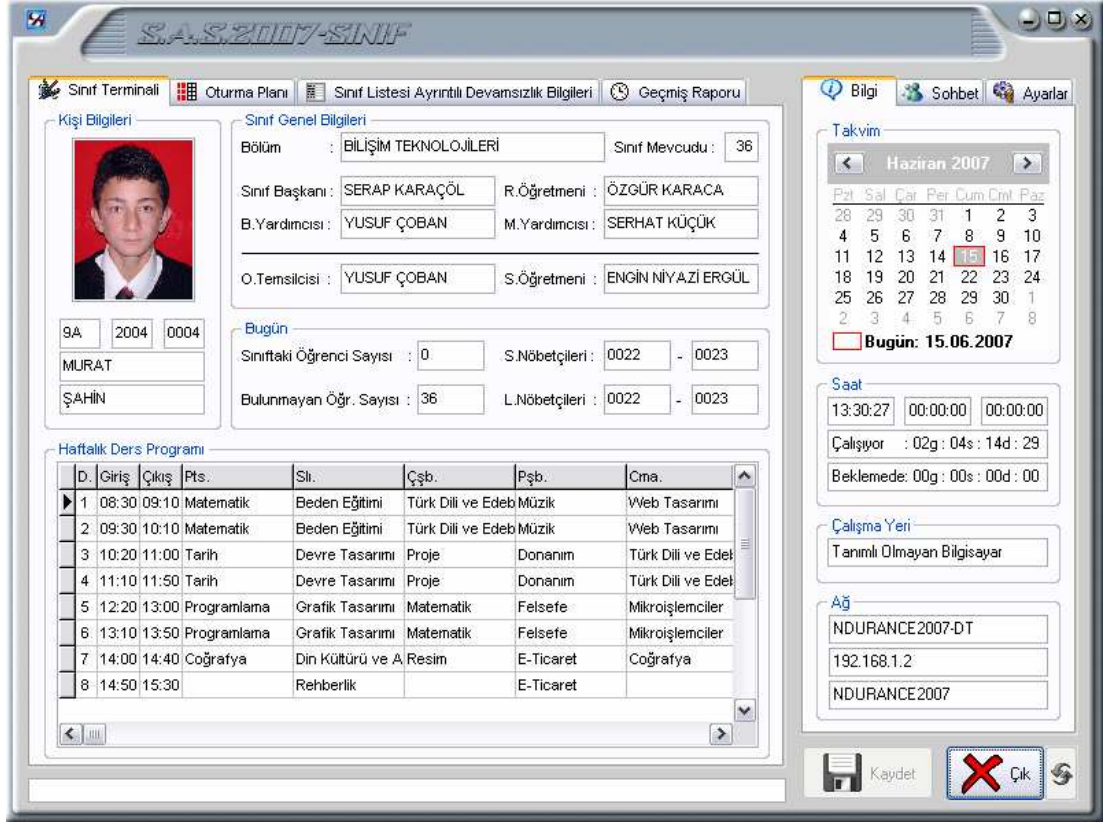 S.A.S.2007-SINIF
Sınıf Terminali Oturma Planı Sınıf Listesi Ayrıntılı Devamsızlık Bilgileri Geçmiş Raporu
Kişi Bilgileri
9A 2004 0004
MURAT
ŞAHİN
Sınıf Genel Bilgileri
Bölüm : BİLİŞİM TEKNOLOJİLERİ Sınıf Mevcudu : 36
Sınıf Başkanı : SERAP KARAÇÖL R.Öğretmeni : ÖZGÜR KARACA
B.Yardımcısı : YUSUF ÇOBAN M.Yardımcısı : SERHAT KÜÇÜK
O.Temsilcisi : YUSUF ÇOBAN S.Öğretmeni : ENGİN NİYAZİ ERGÜL
Bugün
Sınıftaki Öğrenci Sayısı : 0 S.Nöbetçileri : 0022 - 0023
Bulunmayan Öğr. Sayısı : 36 L.Nöbetçileri : 0022 - 0023
Haftalık Ders Programı
D. Giriş Çıkış Pts. Slı. Çşb. Pşb. Cma.
1 08:30 09:10 Matematik Beden Eğitimi Türk Dili ve Edeb Müzik Web Tasarımı
2 09:30 10:10 Matematik Beden Eğitimi Türk Dili ve Edeb Müzik Web Tasarımı
3 10:20 11:00 Tarih Devre Tasarımı Proje Donanım Türk Dili ve Edeb
4 11:10 11:50 Tarih Devre Tasarımı Proje Donanım Türk Dili ve Edeb
5 12:20 13:00 Programlama Grafik Tasarımı Matematik Felsefe Mikroişlemciler
6 13:10 13:50 Programlama Grafik Tasarımı Matematik Felsefe Mikroişlemciler
7 14:00 14:40 Coğrafya Din Kültürü ve A Resim E-Ticaret Coğrafya
8 14:50 15:30 Rehberlik E-Ticaret
Bilgi Sohbet Ayarlar
Takvim
Haziran 2007
Pzt Sal Çar Per Cum Cmt Paz
28 29 30 31 1 2 3
4 5 6 7 8 9 10
11 12 13 14 15 16 17
18 19 20 21 22 23 24
25 26 27 28 29 30 1
2 3 4 5 6 7 8
Bugün: 15.06.2007
Saat
13:30:27 00:00:00 00:00:00
Çalışıyor : 02g : 04s : 14d : 29
Beklemede: 00g : 00s : 00d : 00
Çalışma Yeri
Tanımlı Olmayan Bilgisayar
Ağ
NDURANCE2007-DT
192.168.1.2
NDURANCE2007
Kaydet Çık